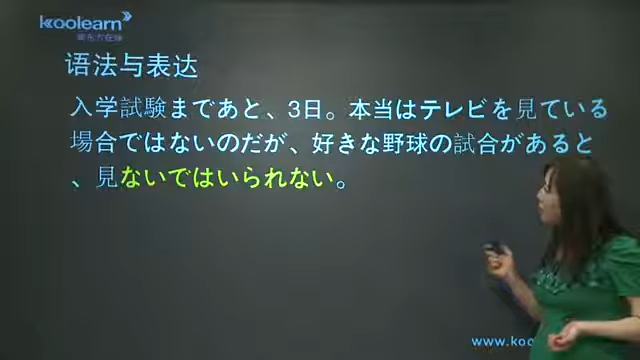 koolearn
新东方在线
语法与表达
入学試験まであと、3日。本当はテレビを見ている
場合ではないのだが、好きな野球の試合があると
、見ないではいられない。
www.koo